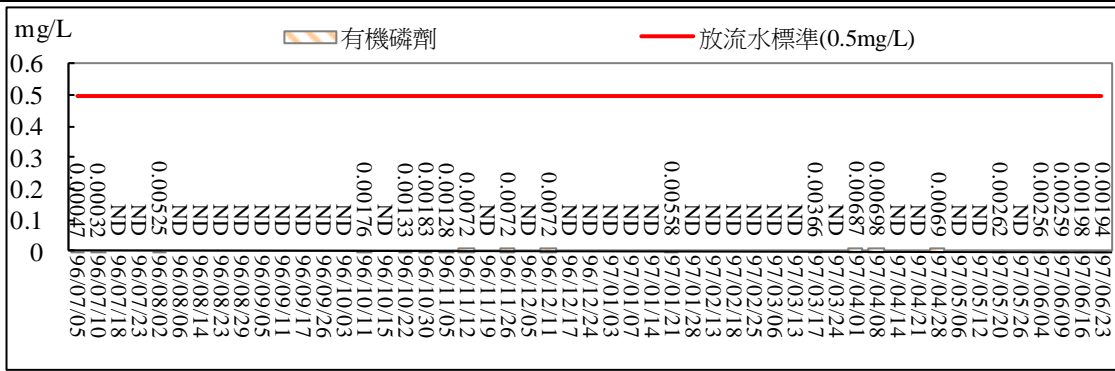 mg/L
有機磷劑
放流水標準(0.5mg/L)
0.6
0.5
0.4
0.3
0.2
0.1
0
0.00047
0.00032
ND
ND
0.00525
ND
ND
ND
ND
ND
ND
ND
ND
ND
0.00176
ND
0.00133
0.00183
0.00128
0.0072
ND
0.0072
ND
0.0072
ND
ND
ND
ND
ND
0.00558
ND
ND
ND
ND
ND
ND
0.00366
ND
0.00687
0.00698
ND
ND
0.0069
ND
ND
0.00262
ND
0.00256
0.00259
0.00198
0.00194
96/07/05
96/07/10
96/07/18
96/07/23
96/08/02
96/08/06
96/08/14
96/08/23
96/08/29
96/09/05
96/09/11
96/09/17
96/09/26
96/10/03
96/10/11
96/10/15
96/10/22
96/10/30
96/11/05
96/11/12
96/11/19
96/11/26
96/12/05
96/12/11
96/12/17
96/12/24
97/01/03
97/01/07
97/01/14
97/01/21
97/01/28
97/02/13
97/02/18
97/02/25
97/03/06
97/03/13
97/03/17
97/03/24
97/04/01
97/04/08
97/04/14
97/04/21
97/04/28
97/05/06
97/05/12
97/05/20
97/05/26
97/06/04
97/06/09
97/06/16
97/06/23